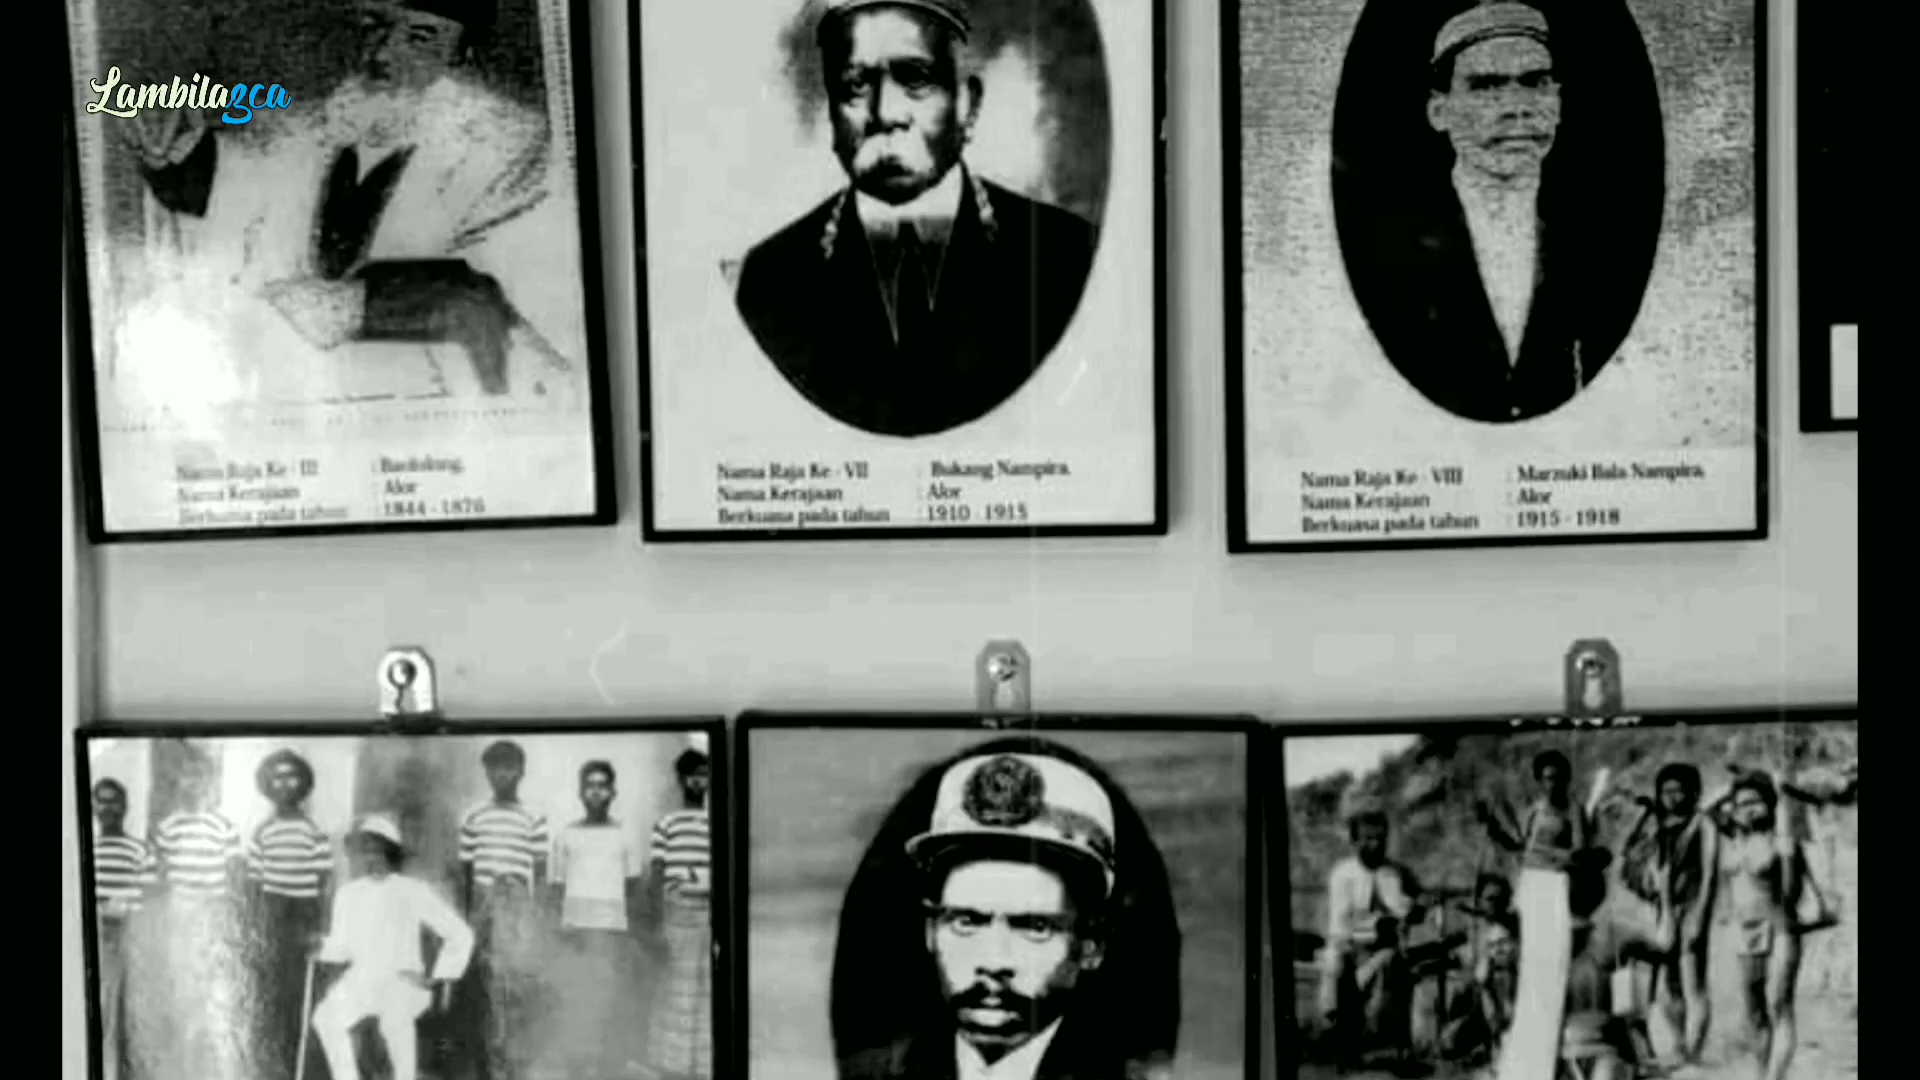 Lambilazca
Nama Raja Ke - III : Baololong,
Nama Kerajaan : Alor
Berkuasa pada tahun : 1844 - 1876
Nama Raja Ke - VII : Bukang Nampira,
Nama Kerajaan : Alor
Berkuasa pada tahun : 1910 - 1915
Nama Raja Ke - VIII : Marzuki Bala Nampira,
Nama Kerajaan : Alor
Berkuasa pada tahun : 1915 - 1918